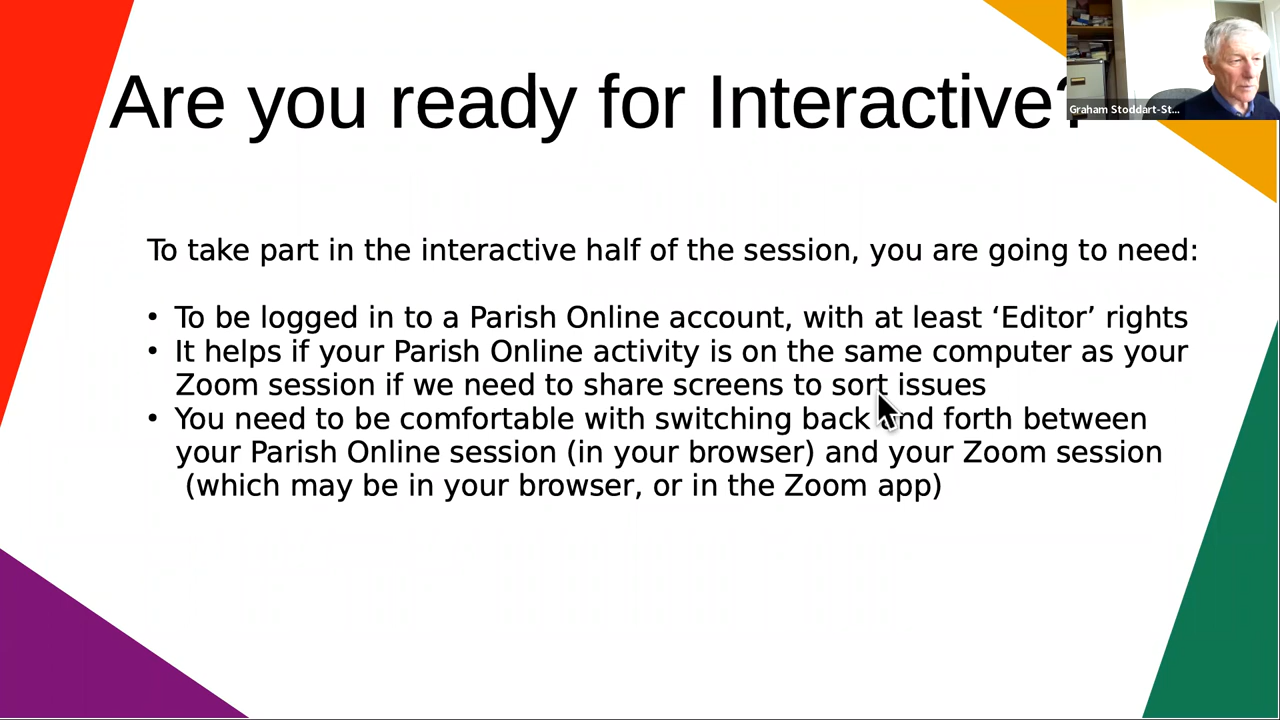 Are you ready for Interactive?
Graham Stoddart-St...
To take part in the interactive half of the session, you are going to need:
• To be logged in to a Parish Online account, with at least ‘Editor’ rights
• It helps if your Parish Online activity is on the same computer as your
Zoom session if we need to share screens to sort issues
• You need to be comfortable with switching back and forth between
your Parish Online session (in your browser) and your Zoom session
(which may be in your browser, or in the Zoom app)